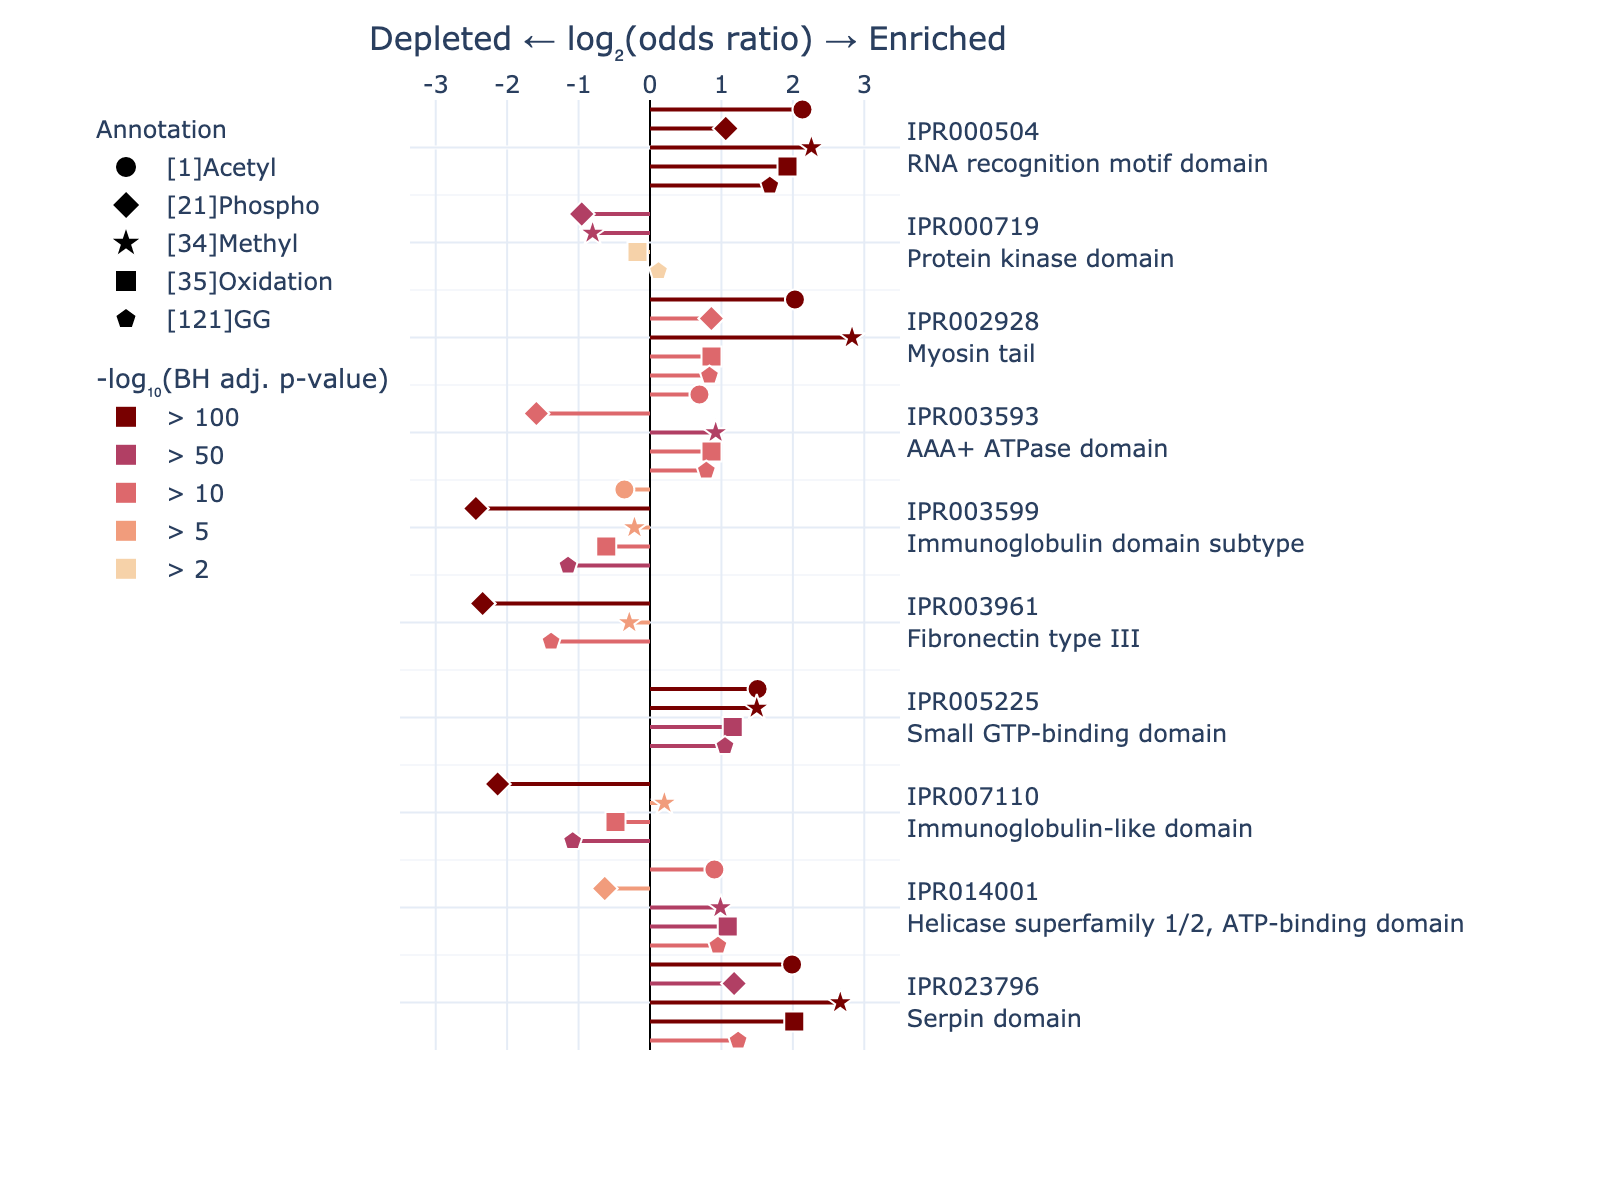 Depleted ← log₂(odds ratio) → Enriched
-3 -2 -1 0 1 2 3
Annotation
[1]Acetyl
[21]Phospho
[34]Methyl
[35]Oxidation
[121]GG
-log₁₀(BH adj. p-value)
> 100
> 50
> 10
> 5
> 2
IPR000504
RNA recognition motif domain
IPR000719
Protein kinase domain
IPR002928
Myosin tail
IPR003593
AAA+ ATPase domain
IPR003599
Immunoglobulin domain subtype
IPR003961
Fibronectin type III
IPR005225
Small GTP-binding domain
IPR007110
Immunoglobulin-like domain
IPR014001
Helicase superfamily 1/2, ATP-binding domain
IPR023796
Serpin domain